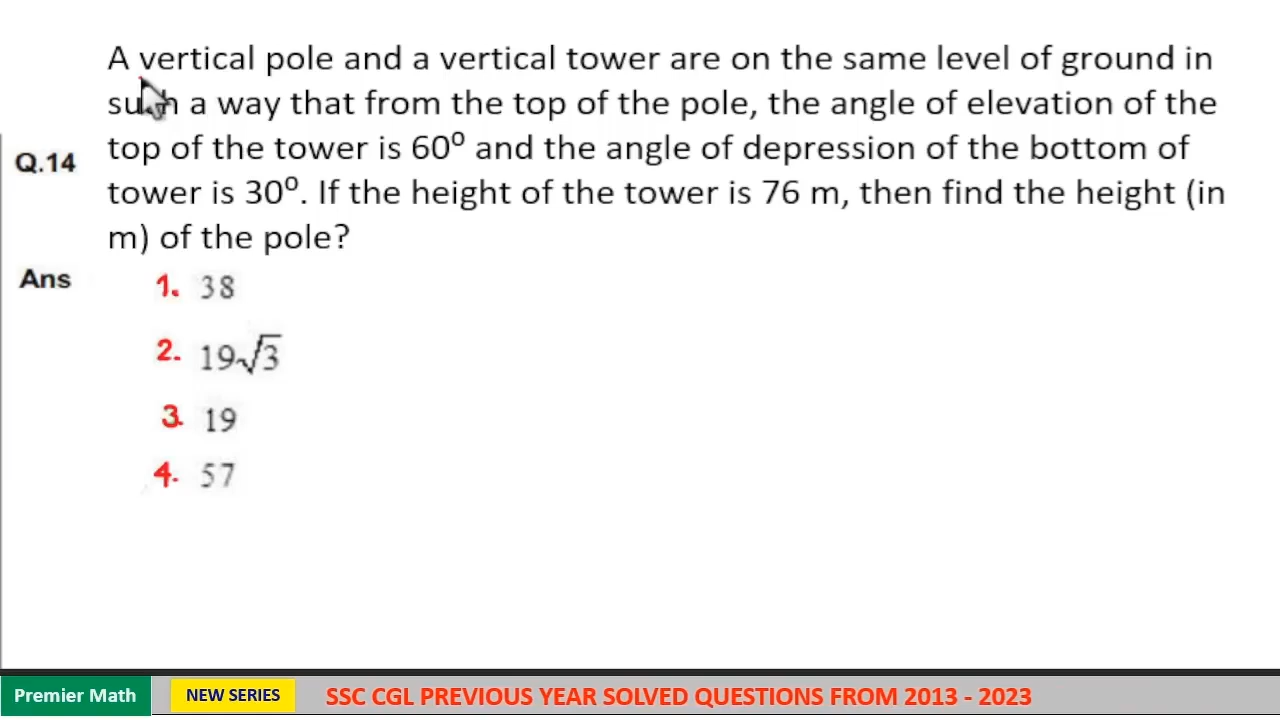 A vertical pole and a vertical tower are on the same level of ground in
such a way that from the top of the pole, the angle of elevation of the
Q.14 top of the tower is 60⁰ and the angle of depression of the bottom of
tower is 30⁰. If the height of the tower is 76 m, then find the height (in
m) of the pole?
Ans
1. 38
2. 19√3
3. 19
4. 57
Premier Math NEW SERIES SSC CGL PREVIOUS YEAR SOLVED QUESTIONS FROM 2013 - 2023